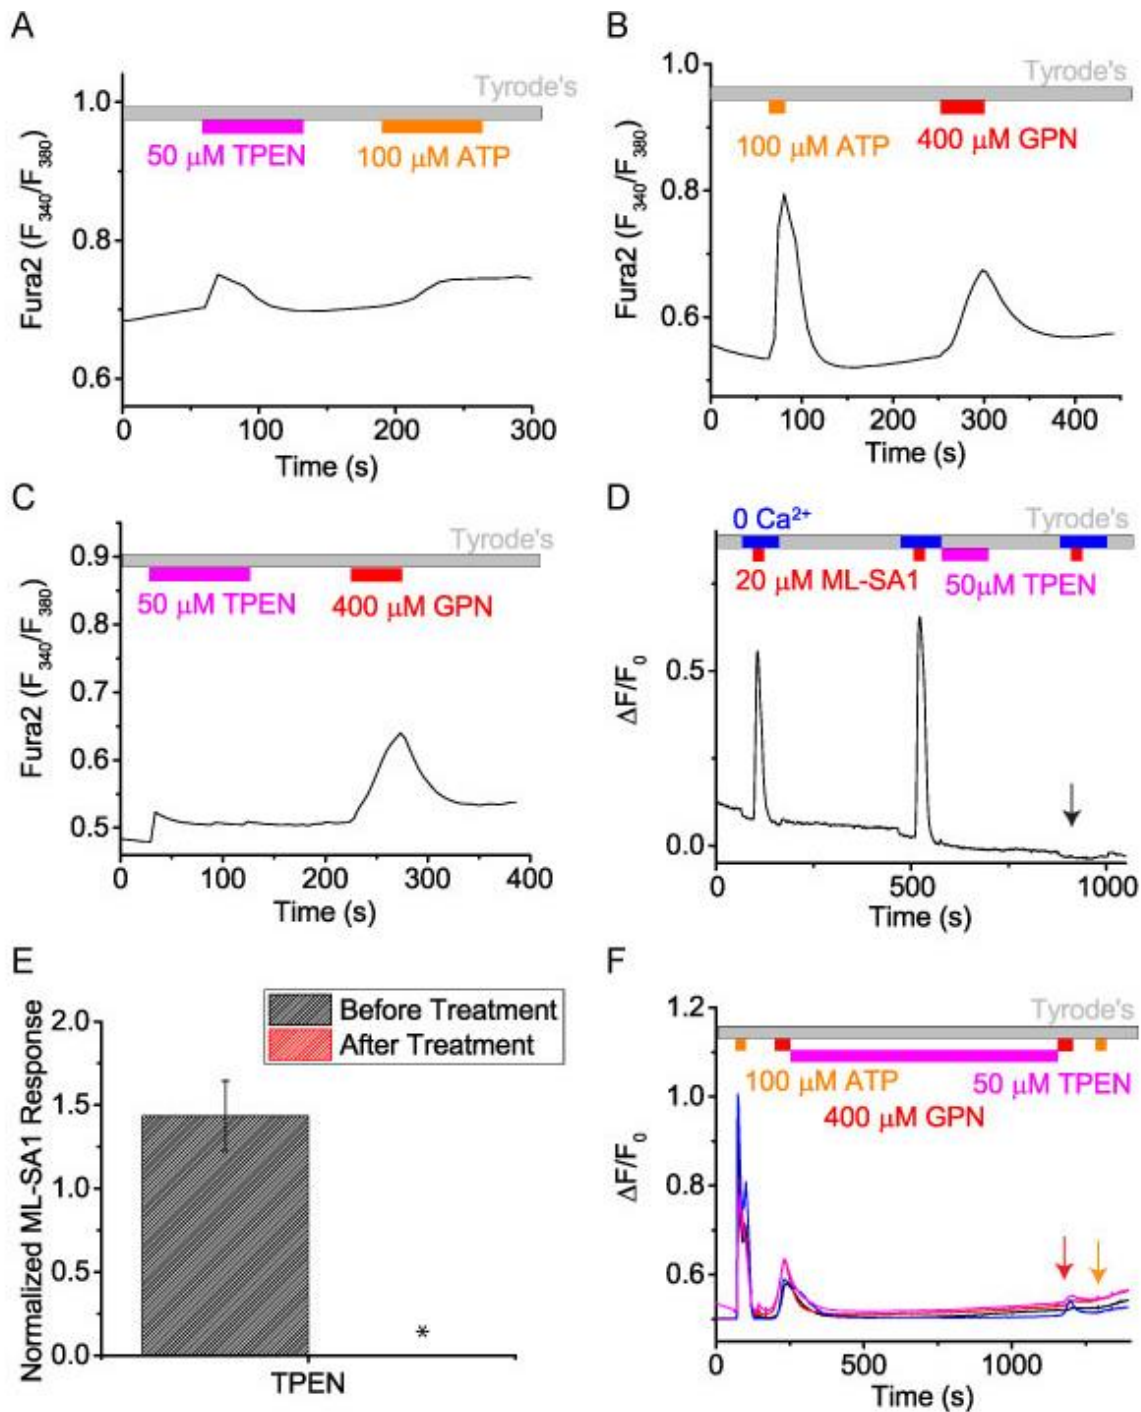 A
Tyrode's
1.0
50 μM TPEN
100 μM ATP
0.8
0.6
Fura2 (F340/F380)
0 100 200 300
Time (s)
B
1.0
Tyrode's
100 μM ATP
400 μM GPN
0.8
0.6
Fura2 (F340/F380)
0 100 200 300 400
Time (s)
C
0.9
Tyrode's
50 μM TPEN
400 μM GPN
0.8
0.7
0.6
0.5
Fura2 (F340/F380)
0 100 200 300 400
Time (s)
D
0 Ca2+
Tyrode's
20 μM ML-SA1
50μM TPEN
0.5
0.0
ΔF/F0
0 500 1000
Time (s)
E
Before Treatment
After Treatment
2.0
1.5
1.0
0.5
0.0
Normalized ML-SA1 Response
*
TPEN
F
1.2
Tyrode's
100 μM ATP
50 μM TPEN
400 μM GPN
1.0
0.8
0.6
ΔF/F0
0 500 1000
Time (s)